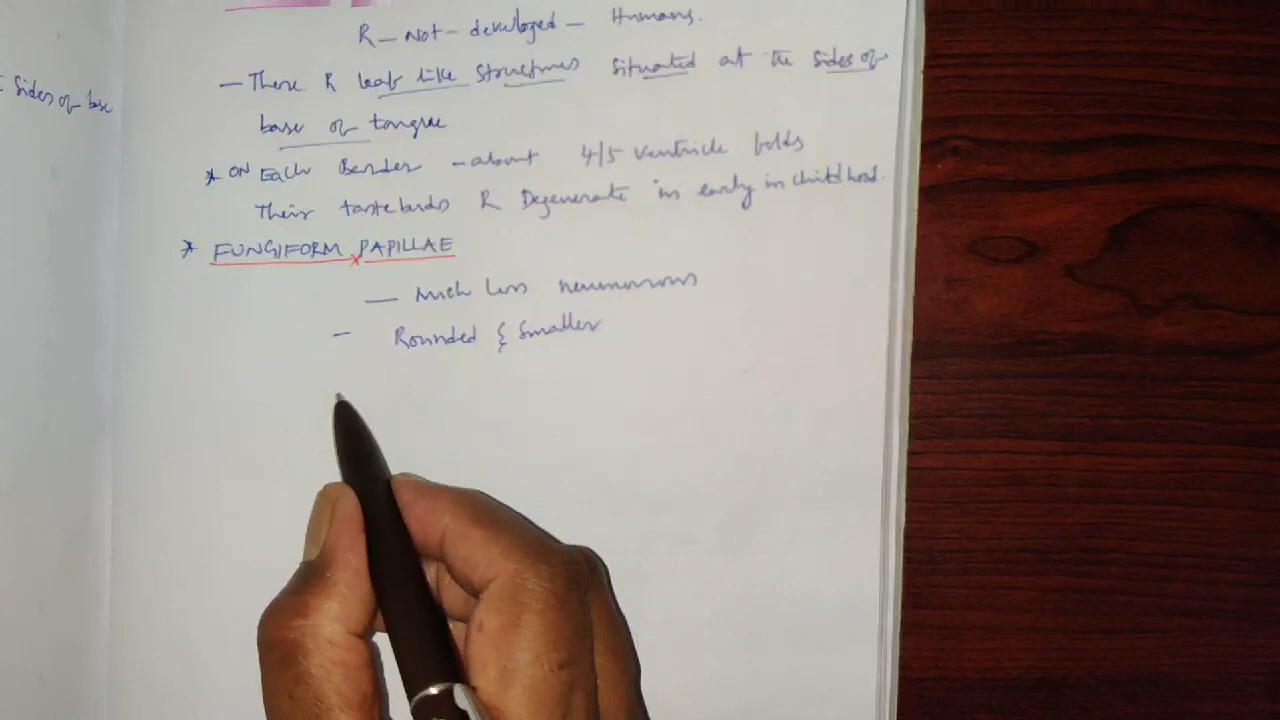 : Sides of base
R - Not - developed - Humans.
- There R leaf like structures situated at the sides of
base of tongue
* ON Each Border - about 4/5 ventricle folds
Their tastebuds R Degenerate in early in childhood.
* FUNGIFORM PAPILLAE
- Much less
- Rounded & smaller